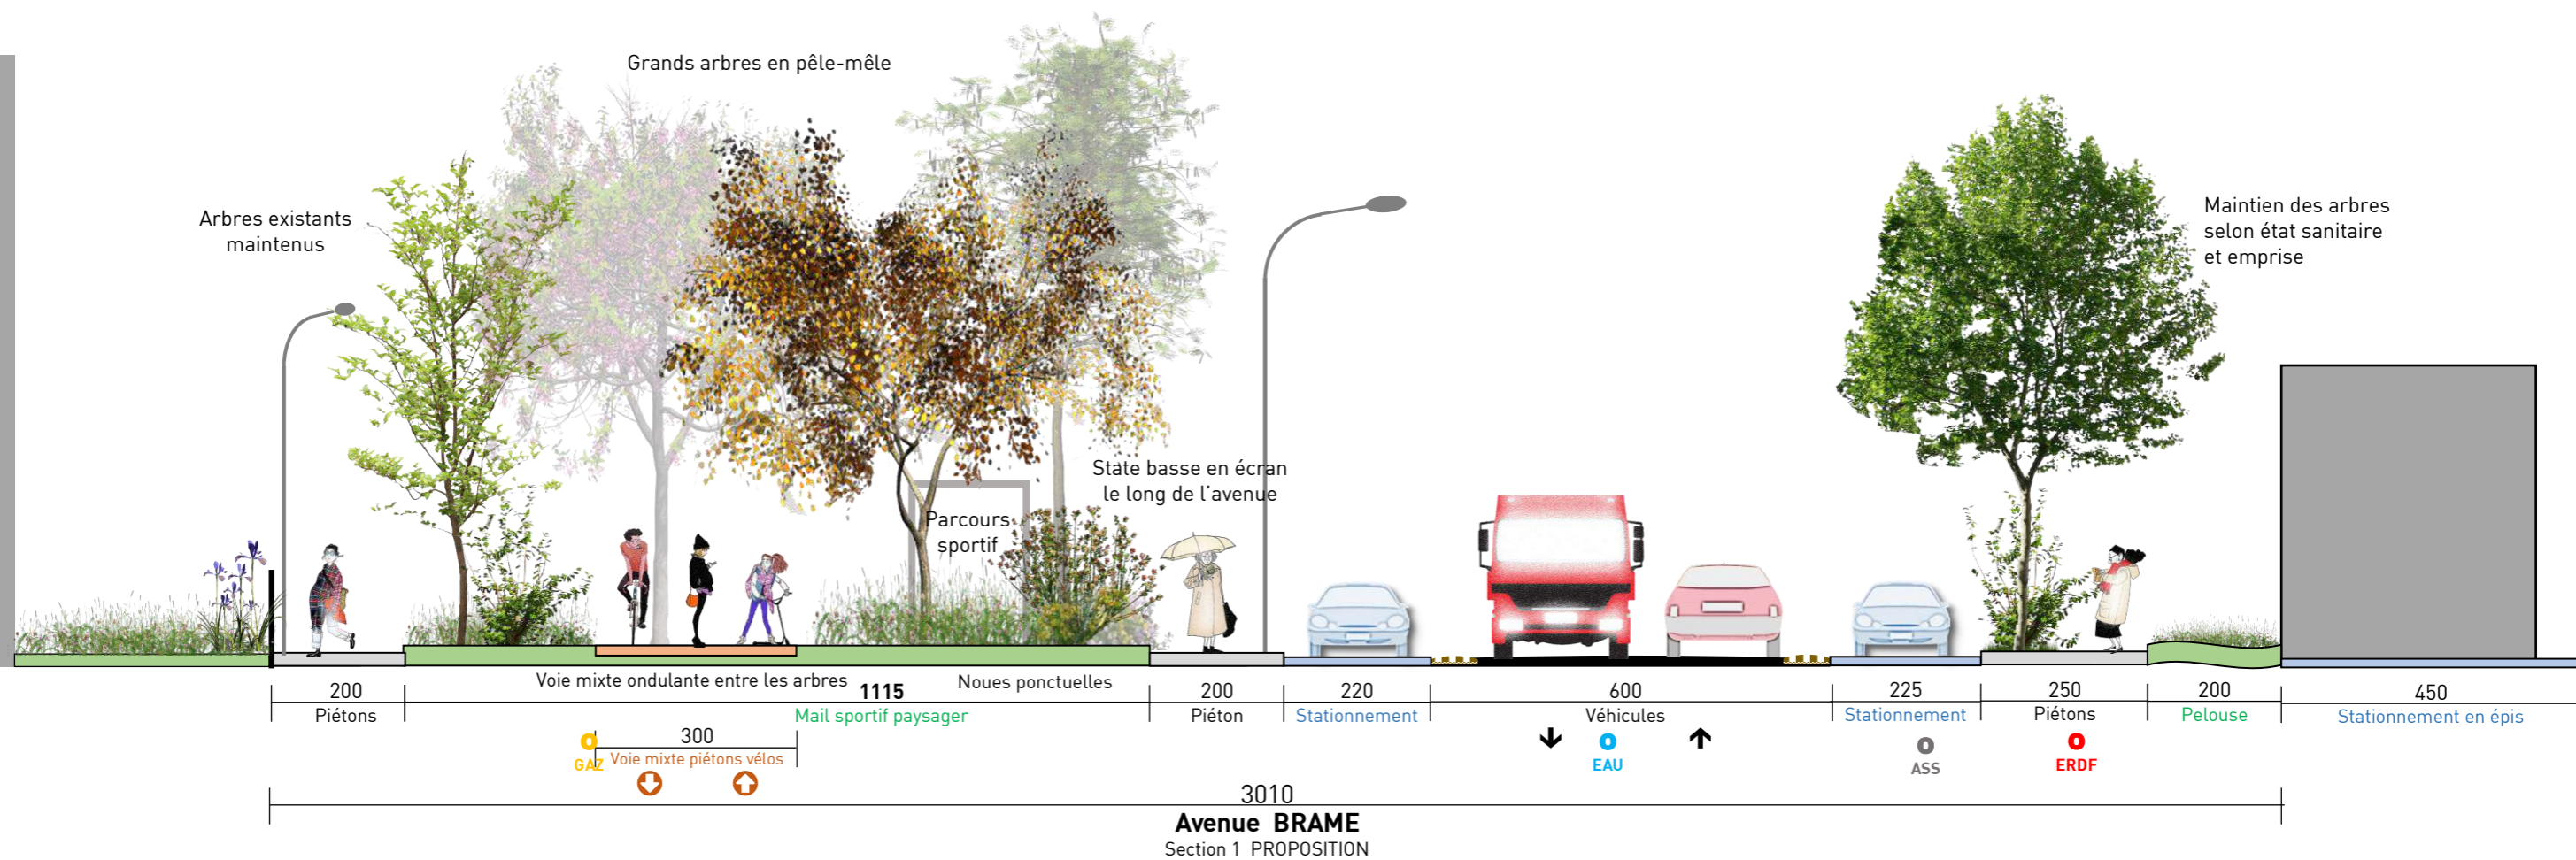 Grands arbres en pêle-mêle
Arbres existants
maintenus
Maintien des arbres
selon état sanitaire
et emprise
State basse en écran
le long de l'avenue
Parcours
sportif
Voie mixte ondulante entre les arbres
Noues ponctuelles
200
Piétons
1115
Mail sportif paysager
200
Piéton
220
Stationnement
600
Véhicules
225
Stationnement
250
Piétons
200
Pelouse
450
Stationnement en épis
300
Voie mixte piétons vélos
GAZ
EAU
ASS
ERDF
3010
Avenue BRAME
Section 1 PROPOSITION